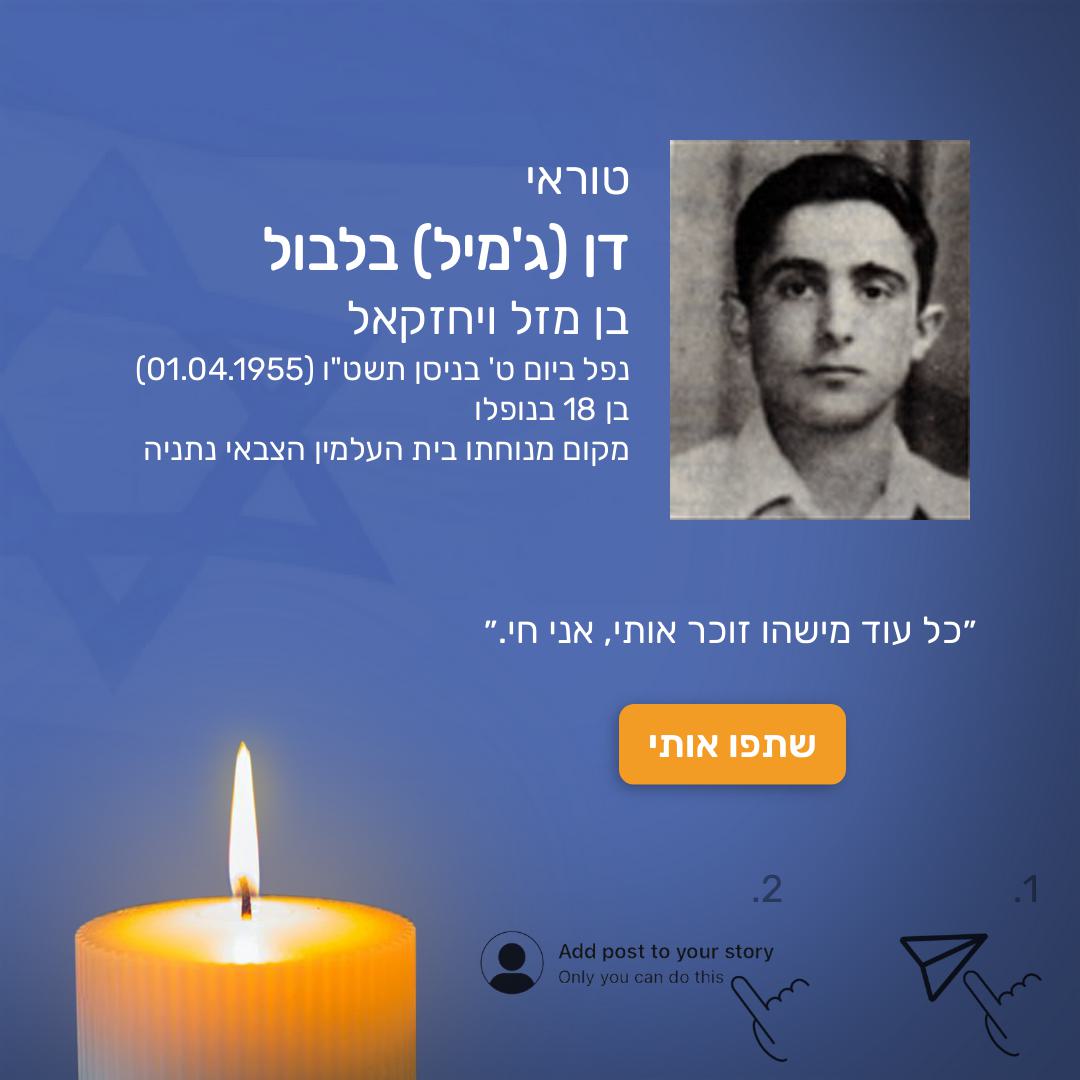 טוראי
דן (ג'מיל) בלבול
בן מזל ויחזקאל
נפל ביום ט' בניסן תשט"ו (01.04.1955)
בן 18 בנופלו
מקום מנוחתו בית העלמין הצבאי נתניה
״כל עוד מישהו זוכר אותי, אני חי.״
שתפו אותי
1.
2.
Add post to your story
Only you can do this